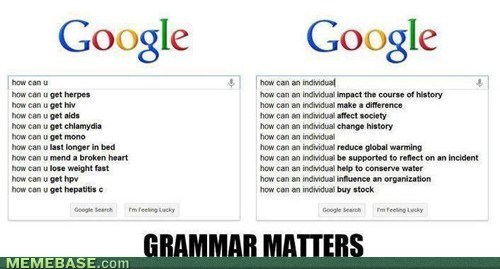 Google
how can u
how can u get herpes
how can u get hiv
how can u get aids
how can u get chlamydia
how can u get mono
how can u last longer in bed
how can u mend a broken heart
how can u lose weight fast
how can u get hpv
how can u get hepatitis c
Google Search
I'm Feeling Lucky
Google
how can an individual
how can an individual impact the course of history
how can an individual make a difference
how can an individual affect society
how can an individual change history
how can an individual
how can an individual reduce global warming
how can an individual be supported to reflect on an incident
how can an individual help to conserve water
how can an individual influence an organization
how can an individual buy stock
Google Search
I'm Feeling Lucky
GRAMMAR MATTERS
MEMEBASE.com